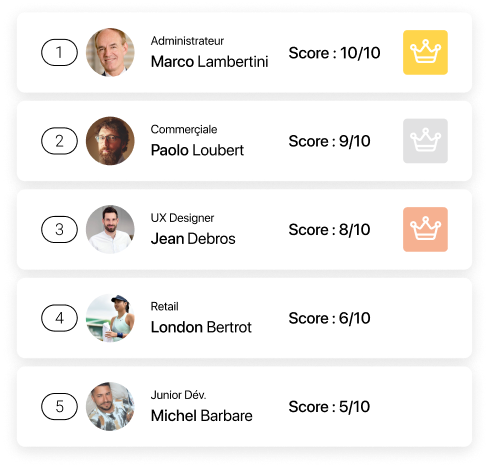 1
Administrateur
Marco Lambertini
Score : 10/10
2
Commerçiale
Paolo Loubert
Score : 9/10
3
UX Designer
Jean Debros
Score : 8/10
4
Retail
London Bertrot
Score : 6/10
5
Junior Dév.
Michel Barbare
Score : 5/10